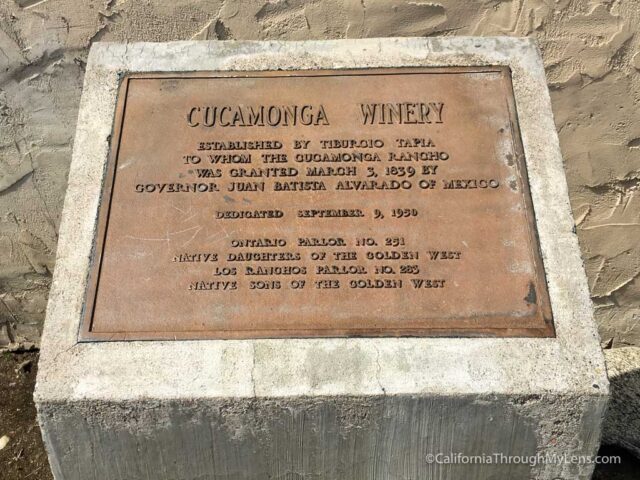 CUCAMONGA WINERY
ESTABLISHED BY TIBURCIO TAPIA
TO WHOM THE CUCAMONGA RANCHO
WAS GRANTED MARCH 3, 1839 BY
GOVERNOR JUAN BATISTA ALVARADO OF MEXICO
DEDICATED SEPTEMBER 9, 1950
ONTARIO PARLOR NO. 251
NATIVE DAUGHTERS OF THE GOLDEN WEST
LOS RANCHOS PARLOR NO. 283
NATIVE SONS OF THE GOLDEN WEST
©CaliforniaThroughMyLens.com